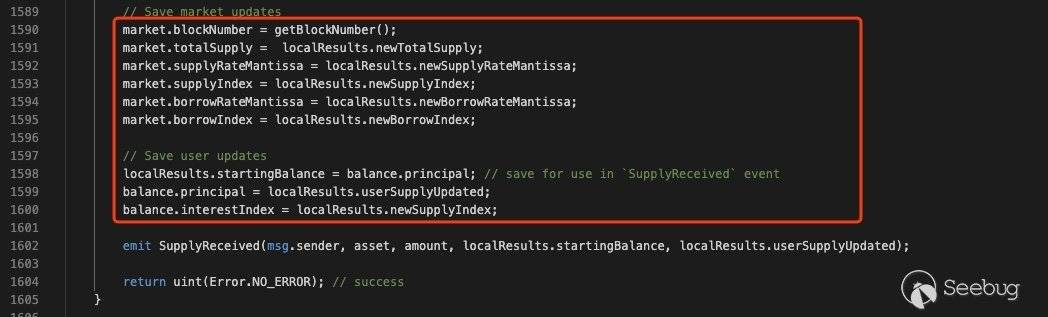 1589 // Save market updates
1590 market.blockNumber = getBlockNumber();
1591 market.totalSupply =  localResults.newTotalSupply;
1592 market.supplyRateMantissa = localResults.newSupplyRateMantissa;
1593 market.supplyIndex = localResults.newSupplyIndex;
1594 market.borrowRateMantissa = localResults.newBorrowRateMantissa;
1595 market.borrowIndex = localResults.newBorrowIndex;
1596
1597 // Save user updates
1598 localResults.startingBalance = balance.principal; // save for use in `SupplyReceived` event
1599 balance.principal = localResults.userSupplyUpdated;
1600 balance.interestIndex = localResults.newSupplyIndex;
1601
1602 emit SupplyReceived(msg.sender, asset, amount, localResults.startingBalance, localResults.userSupplyUpdated);
1603
1604 return uint(Error.NO_ERROR); // success
1605 }
Seebug